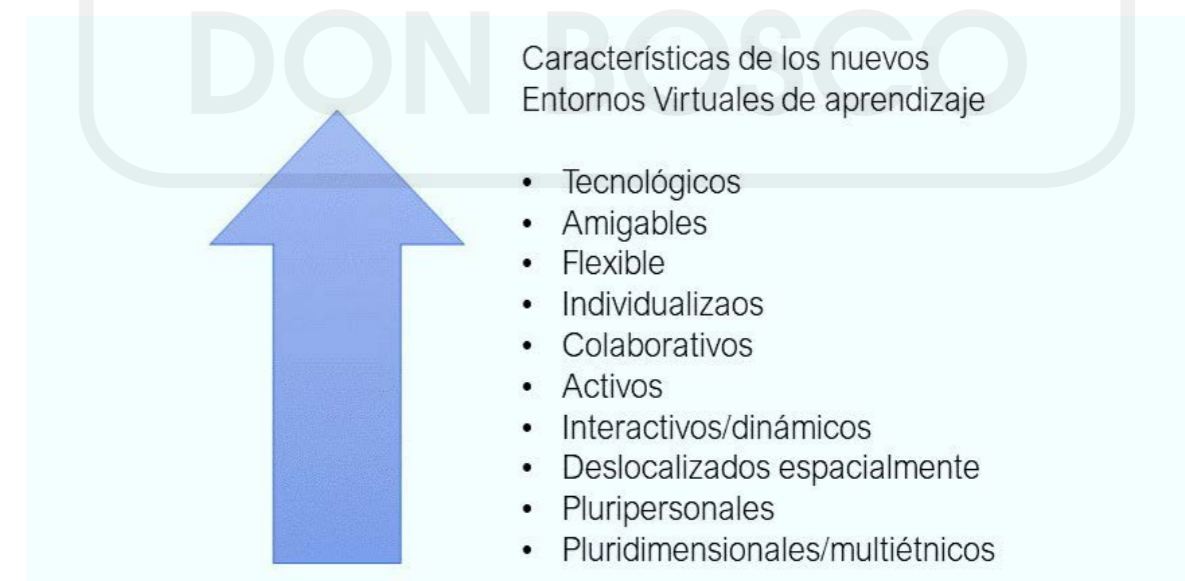 DON BOSCO
Características de los nuevos
Entornos Virtuales de aprendizaje
• Tecnológicos
• Amigables
• Flexible
• Individualizaos
• Colaborativos
• Activos
• Interactivos/dinámicos
• Deslocalizados espacialmente
• Pluripersonales
• Pluridimensionales/multiétnicos